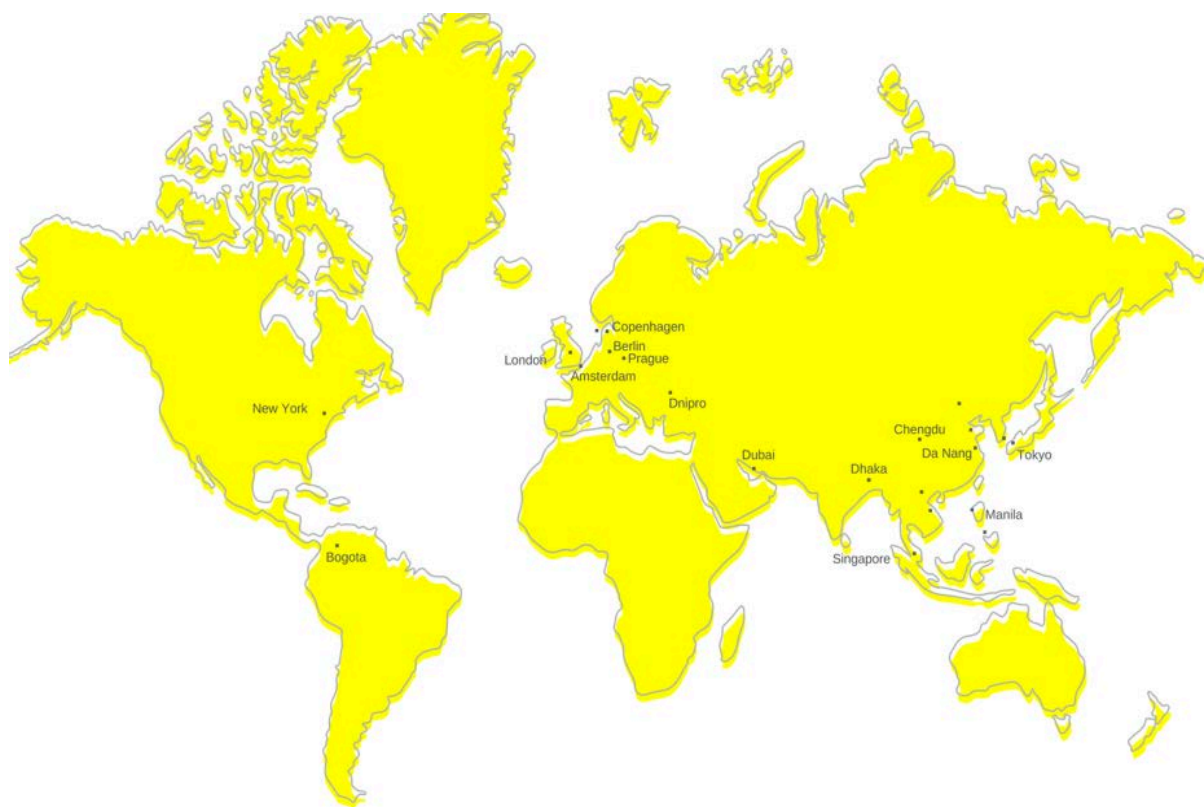 Copenhagen
Berlin
London
Prague
Amsterdam
Dnipro
New York
Chengdu
Da Nang
Tokyo
Dubai
Dhaka
Manila
Bogota
Singapore